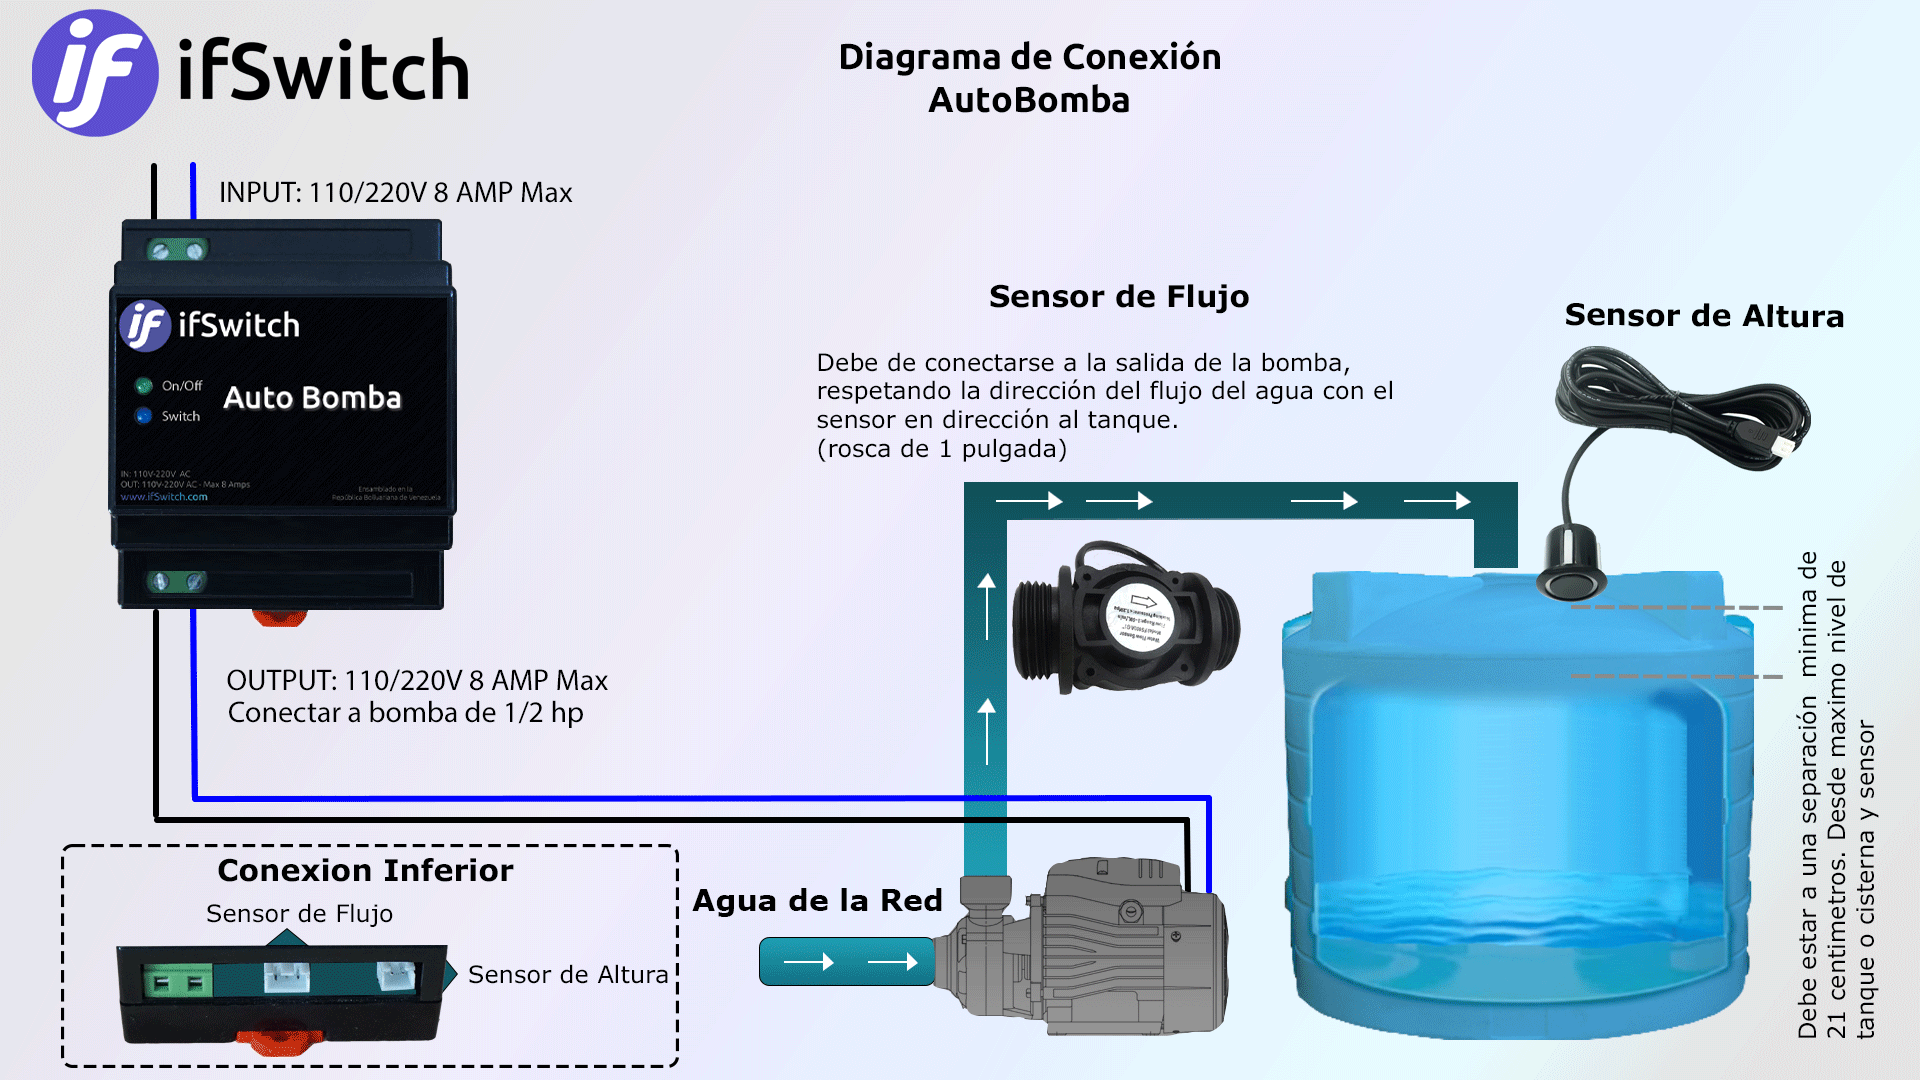 if ifSwitch
Diagrama de Conexión
AutoBomba
INPUT: 110/220V 8 AMP Max
if ifSwitch
On/Off
Switch
Auto Bomba
IN: 110V-220V AC
OUT: 110V-220V AC - Max 8 Amps
www.ifSwitch.com
Ensamblado en la
República Bolivariana de Venezuela
OUTPUT: 110/220V 8 AMP Max
Conectar a bomba de 1/2 hp
Sensor de Flujo
Debe de conectarse a la salida de la bomba,
respetando la dirección del flujo del agua con el
sensor en dirección al tanque.
(rosca de 1 pulgada)
Sensor de Altura
Water Flow Sensor
Debe estar a una separación minima de
21 centimetros. Desde maximo nivel de
tanque o cisterna y sensor
Agua de la Red
Conexion Inferior
Sensor de Flujo
Sensor de Altura